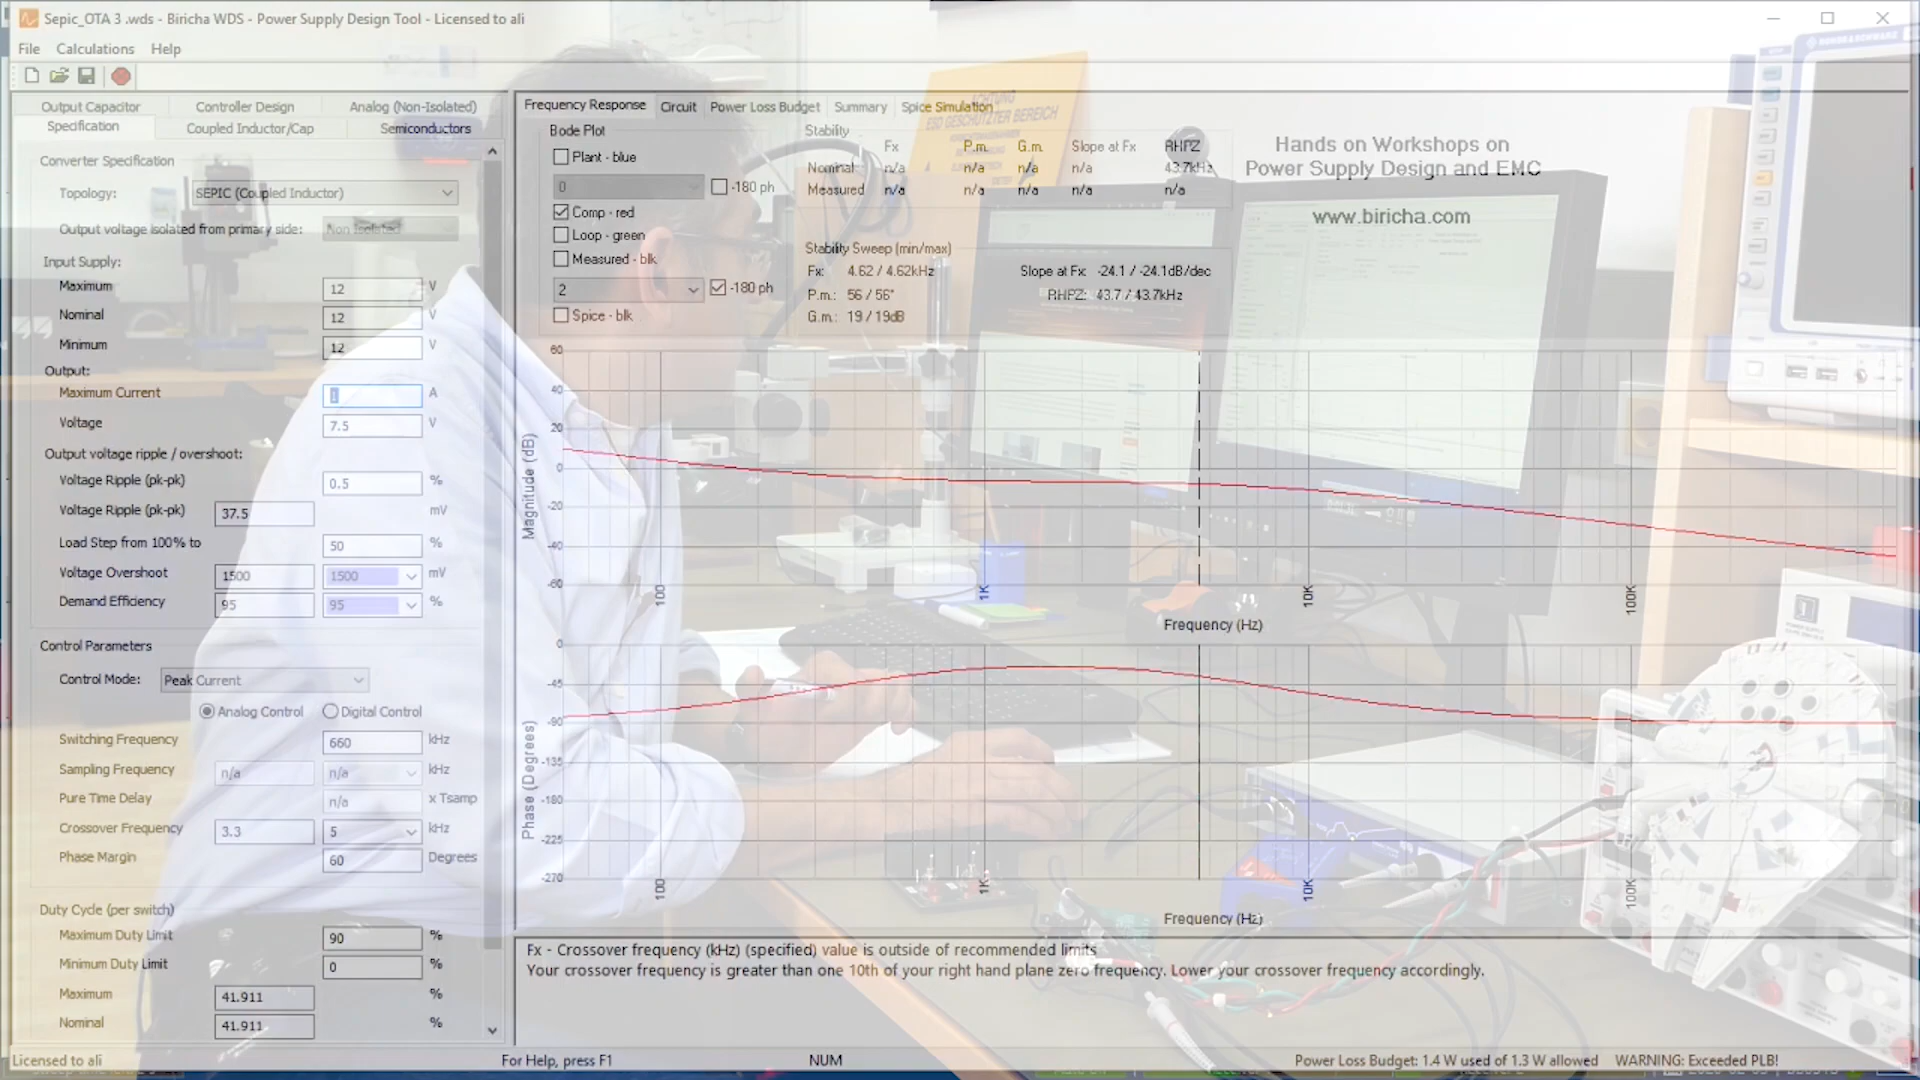 Sepic_OTA 3 .wds - Biricha WDS - Power Supply Design Tool - Licensed to ali
File Calculations Help
Output Capacitor Controller Design Analog (Non-Isolated)
Specification Coupled Inductor/Cap Semiconductors
Converter Specification
Topology: SEPIC (Coupled Inductor)
Output voltage isolated from primary side: Non Isolated
Input Supply:
Maximum 12 V
Nominal 12 V
Minimum 12 V
Output:
Maximum Current 1 A
Voltage 7.5 V
Output voltage ripple / overshoot:
Voltage Ripple (pk-pk) 0.5 %
Voltage Ripple (pk-pk) 37.5 mV
Load Step from 100% to 50 %
Voltage Overshoot 1500 1500 mV
Demand Efficiency 95 95 %
Control Parameters
Control Mode: Peak Current
Analog Control Digital Control
Switching Frequency 660 kHz
Sampling Frequency n/a n/a kHz
Pure Time Delay n/a x Tsamp
Crossover Frequency 3.3 5 kHz
Phase Margin 60 Degrees
Duty Cycle (per switch)
Maximum Duty Limit 90 %
Minimum Duty Limit 0 %
Maximum 41.911 %
Nominal 41.911 %
Frequency Response Circuit Power Loss Budget Summary Spice Simulation
Bode Plot
Plant - blue
0 -180 ph
Comp - red
Loop - green
Measured - blk
2 -180 ph
Spice - blk
Stability
Fx P.m. G.m. Slope at Fx RHPZ
Nominal n/a n/a n/a n/a 43.7kHz
Measured n/a n/a n/a n/a n/a
Stability Sweep (min/max)
Fx: 4.62 / 4.62kHz Slope at Fx: -24.1 / -24.1dB/dec
P.m.: 56 / 56° RHPZ: 43.7 / 43.7kHz
G.m.: 19 / 19dB
Hands on Workshops on
Power Supply Design and EMC
www.biricha.com
ACHTUNG
ESD GESCHÜTZTER BEREICH
ROHDE&SCHWARZ
Magnitude (dB)
60
40
20
0
-20
-40
-60
100 1K 10K 100K
Frequency (Hz)
Phase (Degrees)
0
-45
-90
-135
-180
-225
-270
100 1K 10K 100K
Frequency (Hz)
Fx - Crossover frequency (kHz) (specified) value is outside of recommended limits
Your crossover frequency is greater than one 10th of your right hand plane zero frequency. Lower your crossover frequency accordingly.
Licensed to ali For Help, press F1 NUM Power Loss Budget: 1.4 W used of 1.3 W allowed WARNING: Exceeded PLB!